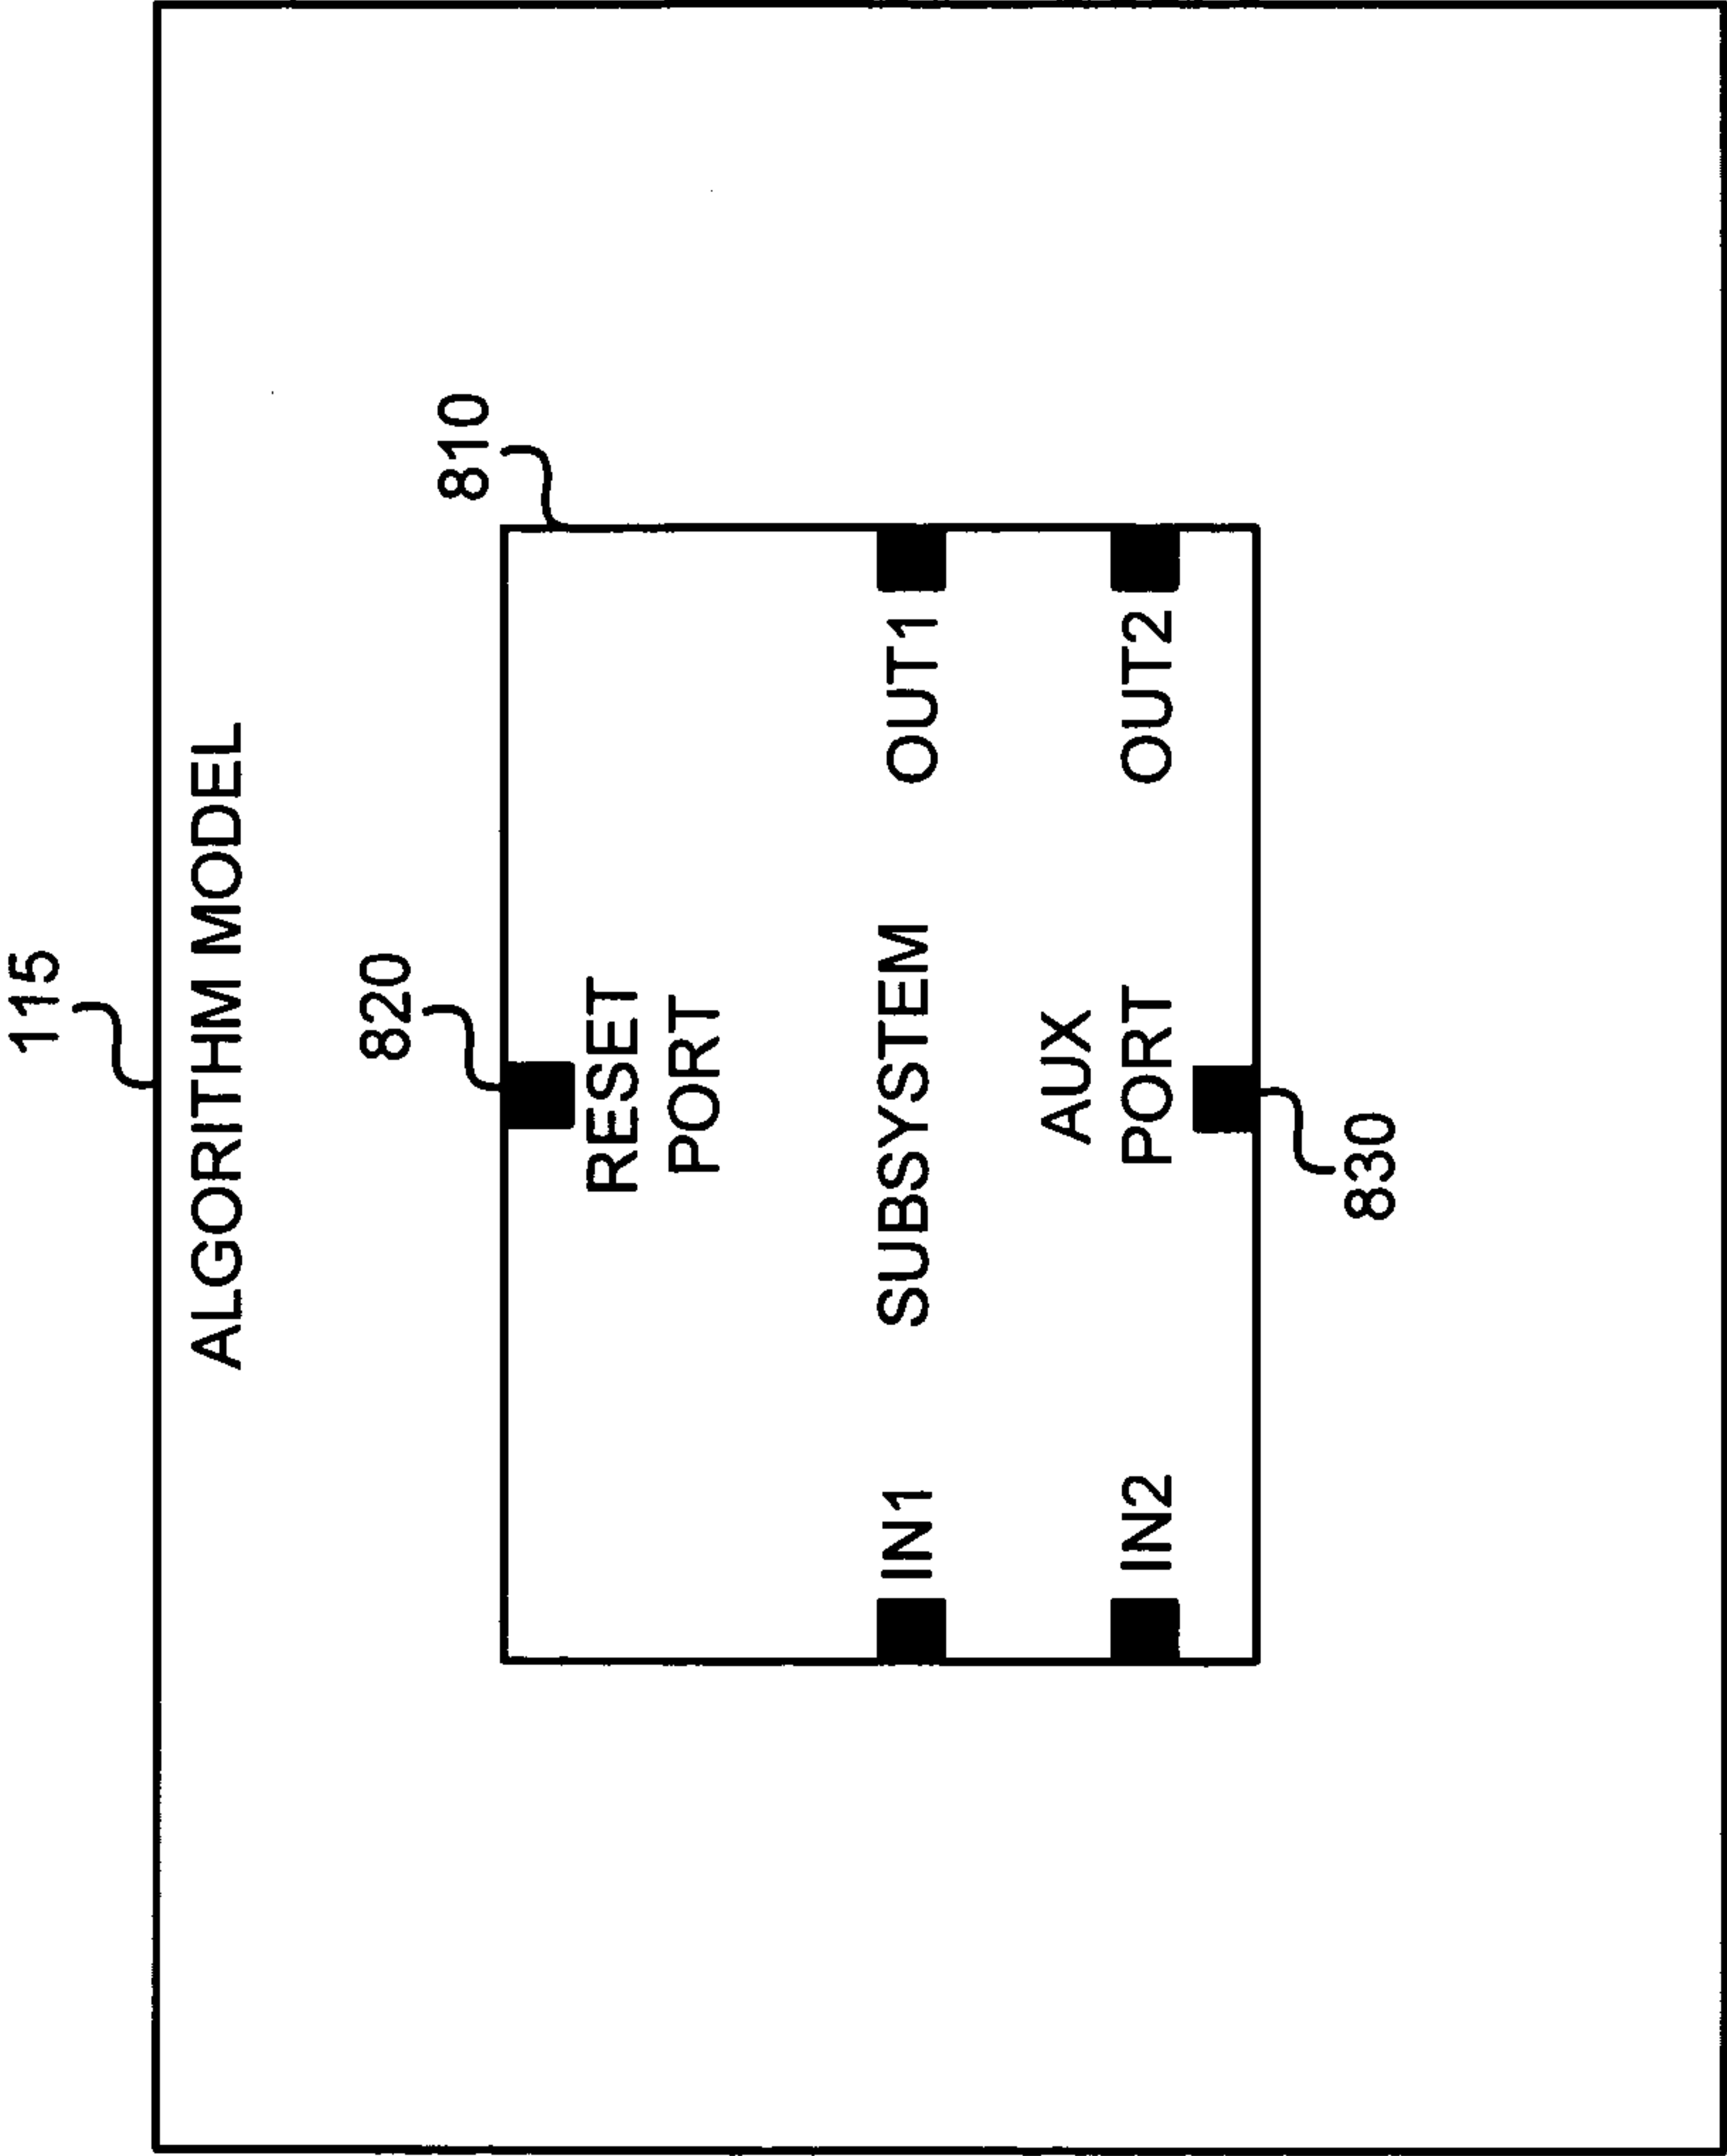 115
ALGORITHM MODEL
820
810
RESET
PORT
IN1
SUBSYSTEM
OUT1
AUX
IN2
PORT
OUT2
830